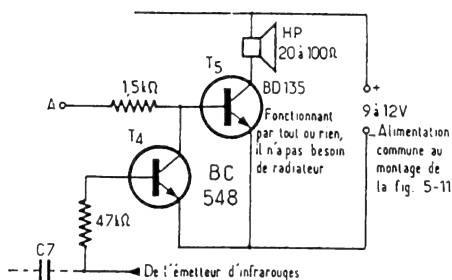 HP
20 à 100Ω
T5
BD135
1,5kΩ
A
Fonctionnant
par tout ou rien,
il n'a pas besoin
de radiateur
+
9 à 12V
–
Alimentation
commune au
montage de
la fig. 5-11
T4
BC
548
47kΩ
C7
De l'émetteur d'infrarouges